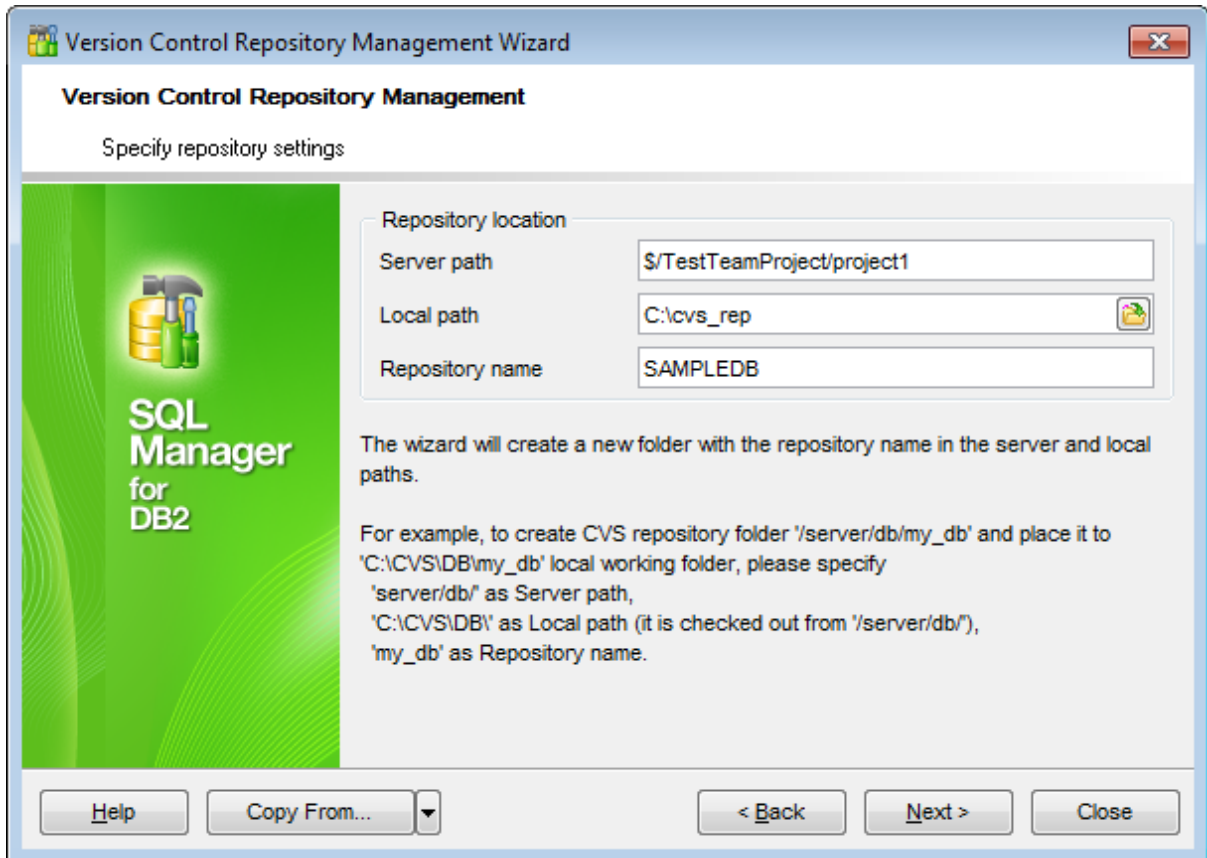 Version Control Repository Management Wizard
Version Control Repository Management
Specify repository settings
SQL
Manager
for
DB2
Repository location
Server path
$/TestTeamProject/project1
Local path
C:\cvs_rep
Repository name
SAMPLEDB
The wizard will create a new folder with the repository name in the server and local
paths.
For example, to create CVS repository folder '/server/db/my_db' and place it to
'C:\CVS\DB\my_db' local working folder, please specify
'server/db/' as Server path,
'C:\CVS\DB\' as Local path (it is checked out from '/server/db/'),
'my_db' as Repository name.
Help
Copy From...
< Back
Next >
Close